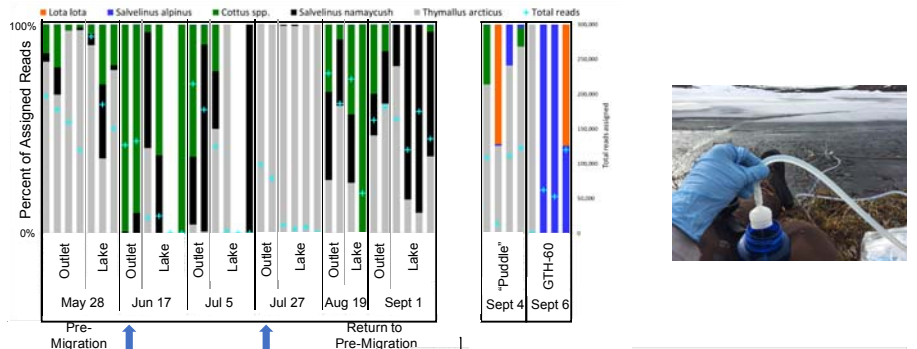 Lota lota Salvelinus alpinus Cottus spp. Salvelinus namaycush Thymallus arcticus Total reads
100%
0%
Percent of Assigned Reads
300,000
250,000
200,000
150,000
100,000
50,000
0
Total reads assigned
Outlet Lake Outlet Lake Outlet Lake Outlet Lake Outlet Lake Outlet Lake "Puddle" GTH-60
May 28 Jun 17 Jul 5 Jul 27 Aug 19 Sept 1 Sept 4 Sept 6
Pre-
Migration
Return to
Pre-Migration